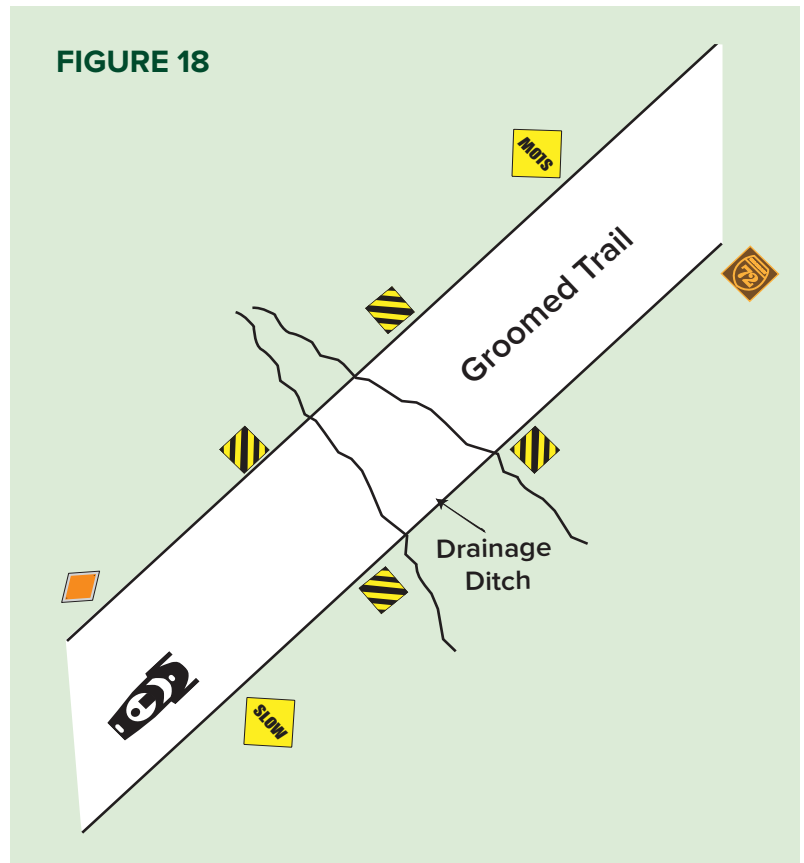 FIGURE 18
SLOW
Groomed Trail
72
Drainage
Ditch
SLOW